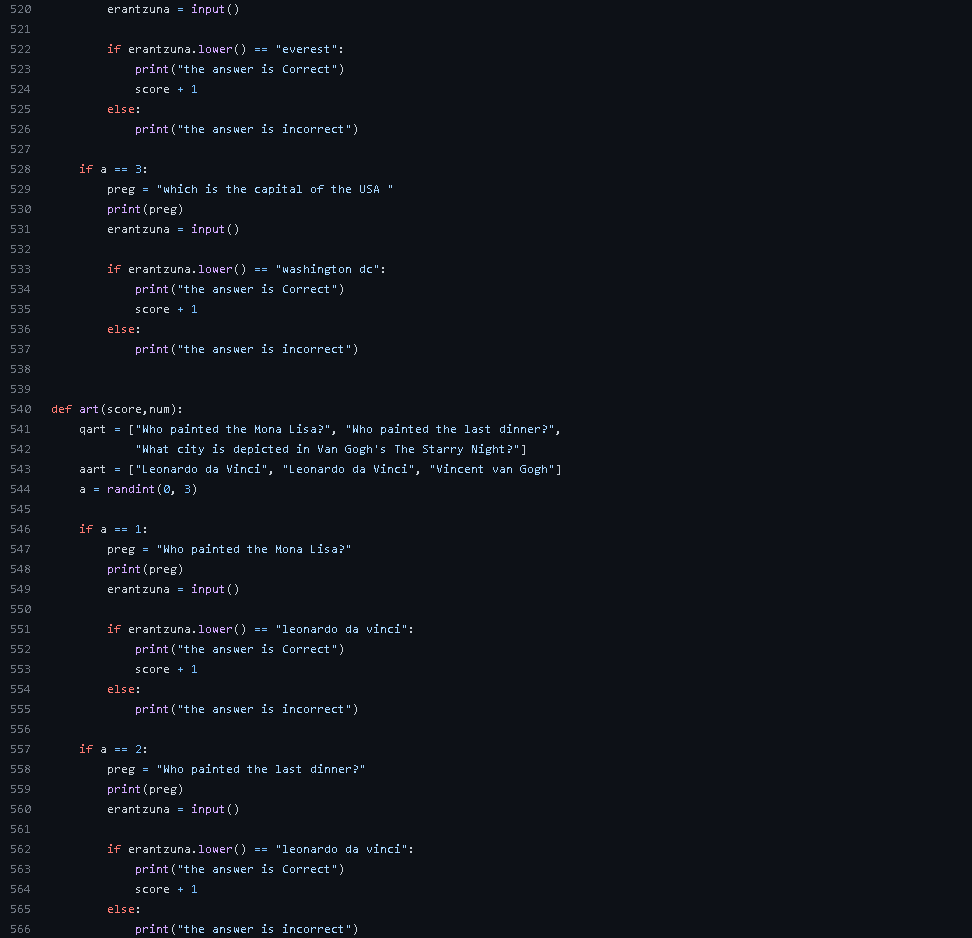 520 erantzuna = input()
521
522 if erantzuna.lower() == "everest":
523 print("the answer is Correct")
524 score + 1
525 else:
526 print("the answer is incorrect")
527
528 if a == 3:
529 preg = "which is the capital of the USA "
530 print(preg)
531 erantzuna = input()
532
533 if erantzuna.lower() == "washington dc":
534 print("the answer is Correct")
535 score + 1
536 else:
537 print("the answer is incorrect")
538
539
540 def art(score,num):
541 qart = ["Who painted the Mona Lisa?", "Who painted the last dinner?",
542 "What city is depicted in Van Gogh's The Starry Night?"]
543 aart = ["Leonardo da Vinci", "Leonardo da Vinci", "Vincent van Gogh"]
544 a = randint(0, 3)
545
546 if a == 1:
547 preg = "Who painted the Mona Lisa?"
548 print(preg)
549 erantzuna = input()
550
551 if erantzuna.lower() == "leonardo da vinci":
552 print("the answer is Correct")
553 score + 1
554 else:
555 print("the answer is incorrect")
556
557 if a == 2:
558 preg = "Who painted the last dinner?"
559 print(preg)
560 erantzuna = input()
561
562 if erantzuna.lower() == "leonardo da vinci":
563 print("the answer is Correct")
564 score + 1
565 else:
566 print("the answer is incorrect")